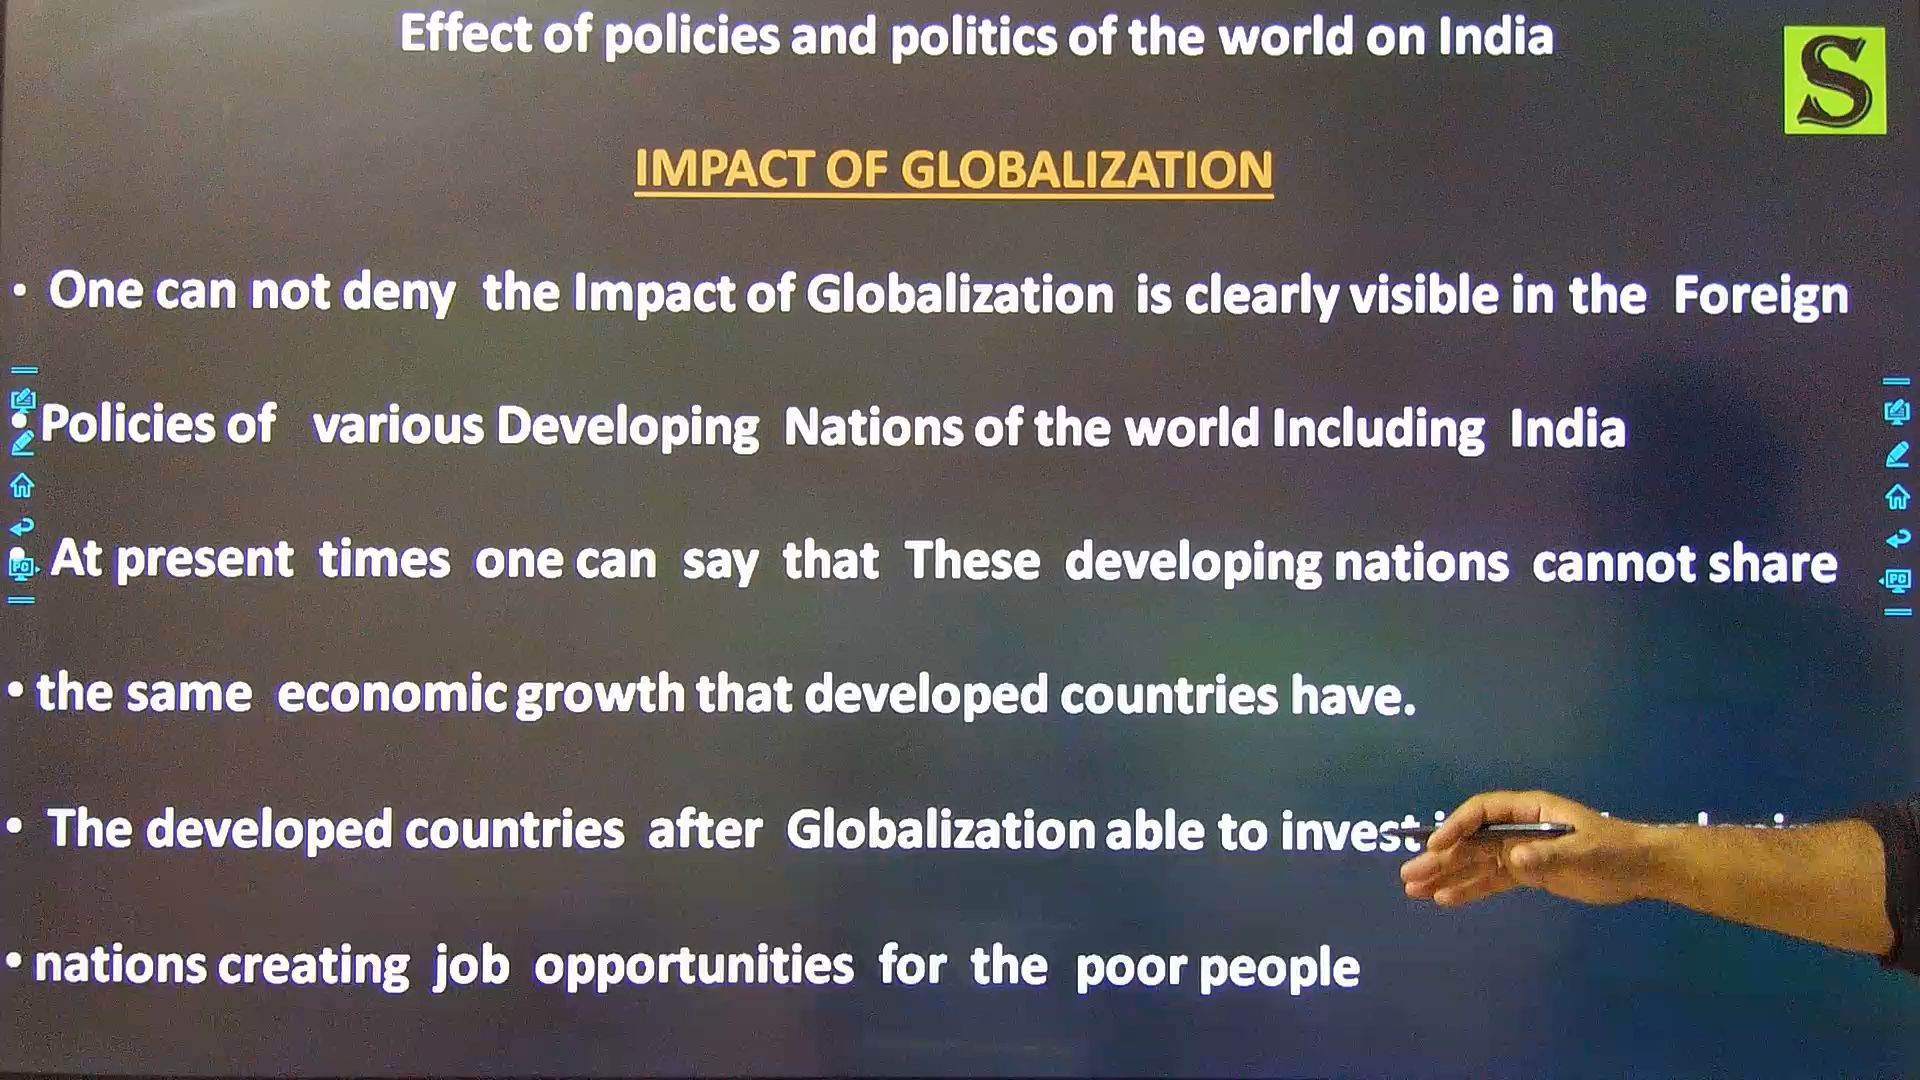 Effect of policies and politics of the world on India
S
IMPACT OF GLOBALIZATION
• One can not deny the Impact of Globalization is clearly visible in the Foreign
• Policies of various Developing Nations of the world Including India
• At present times one can say that These developing nations cannot share
• the same economic growth that developed countries have.
• The developed countries after Globalization able to invest
• nations creating job opportunities for the poor people
PC
PC